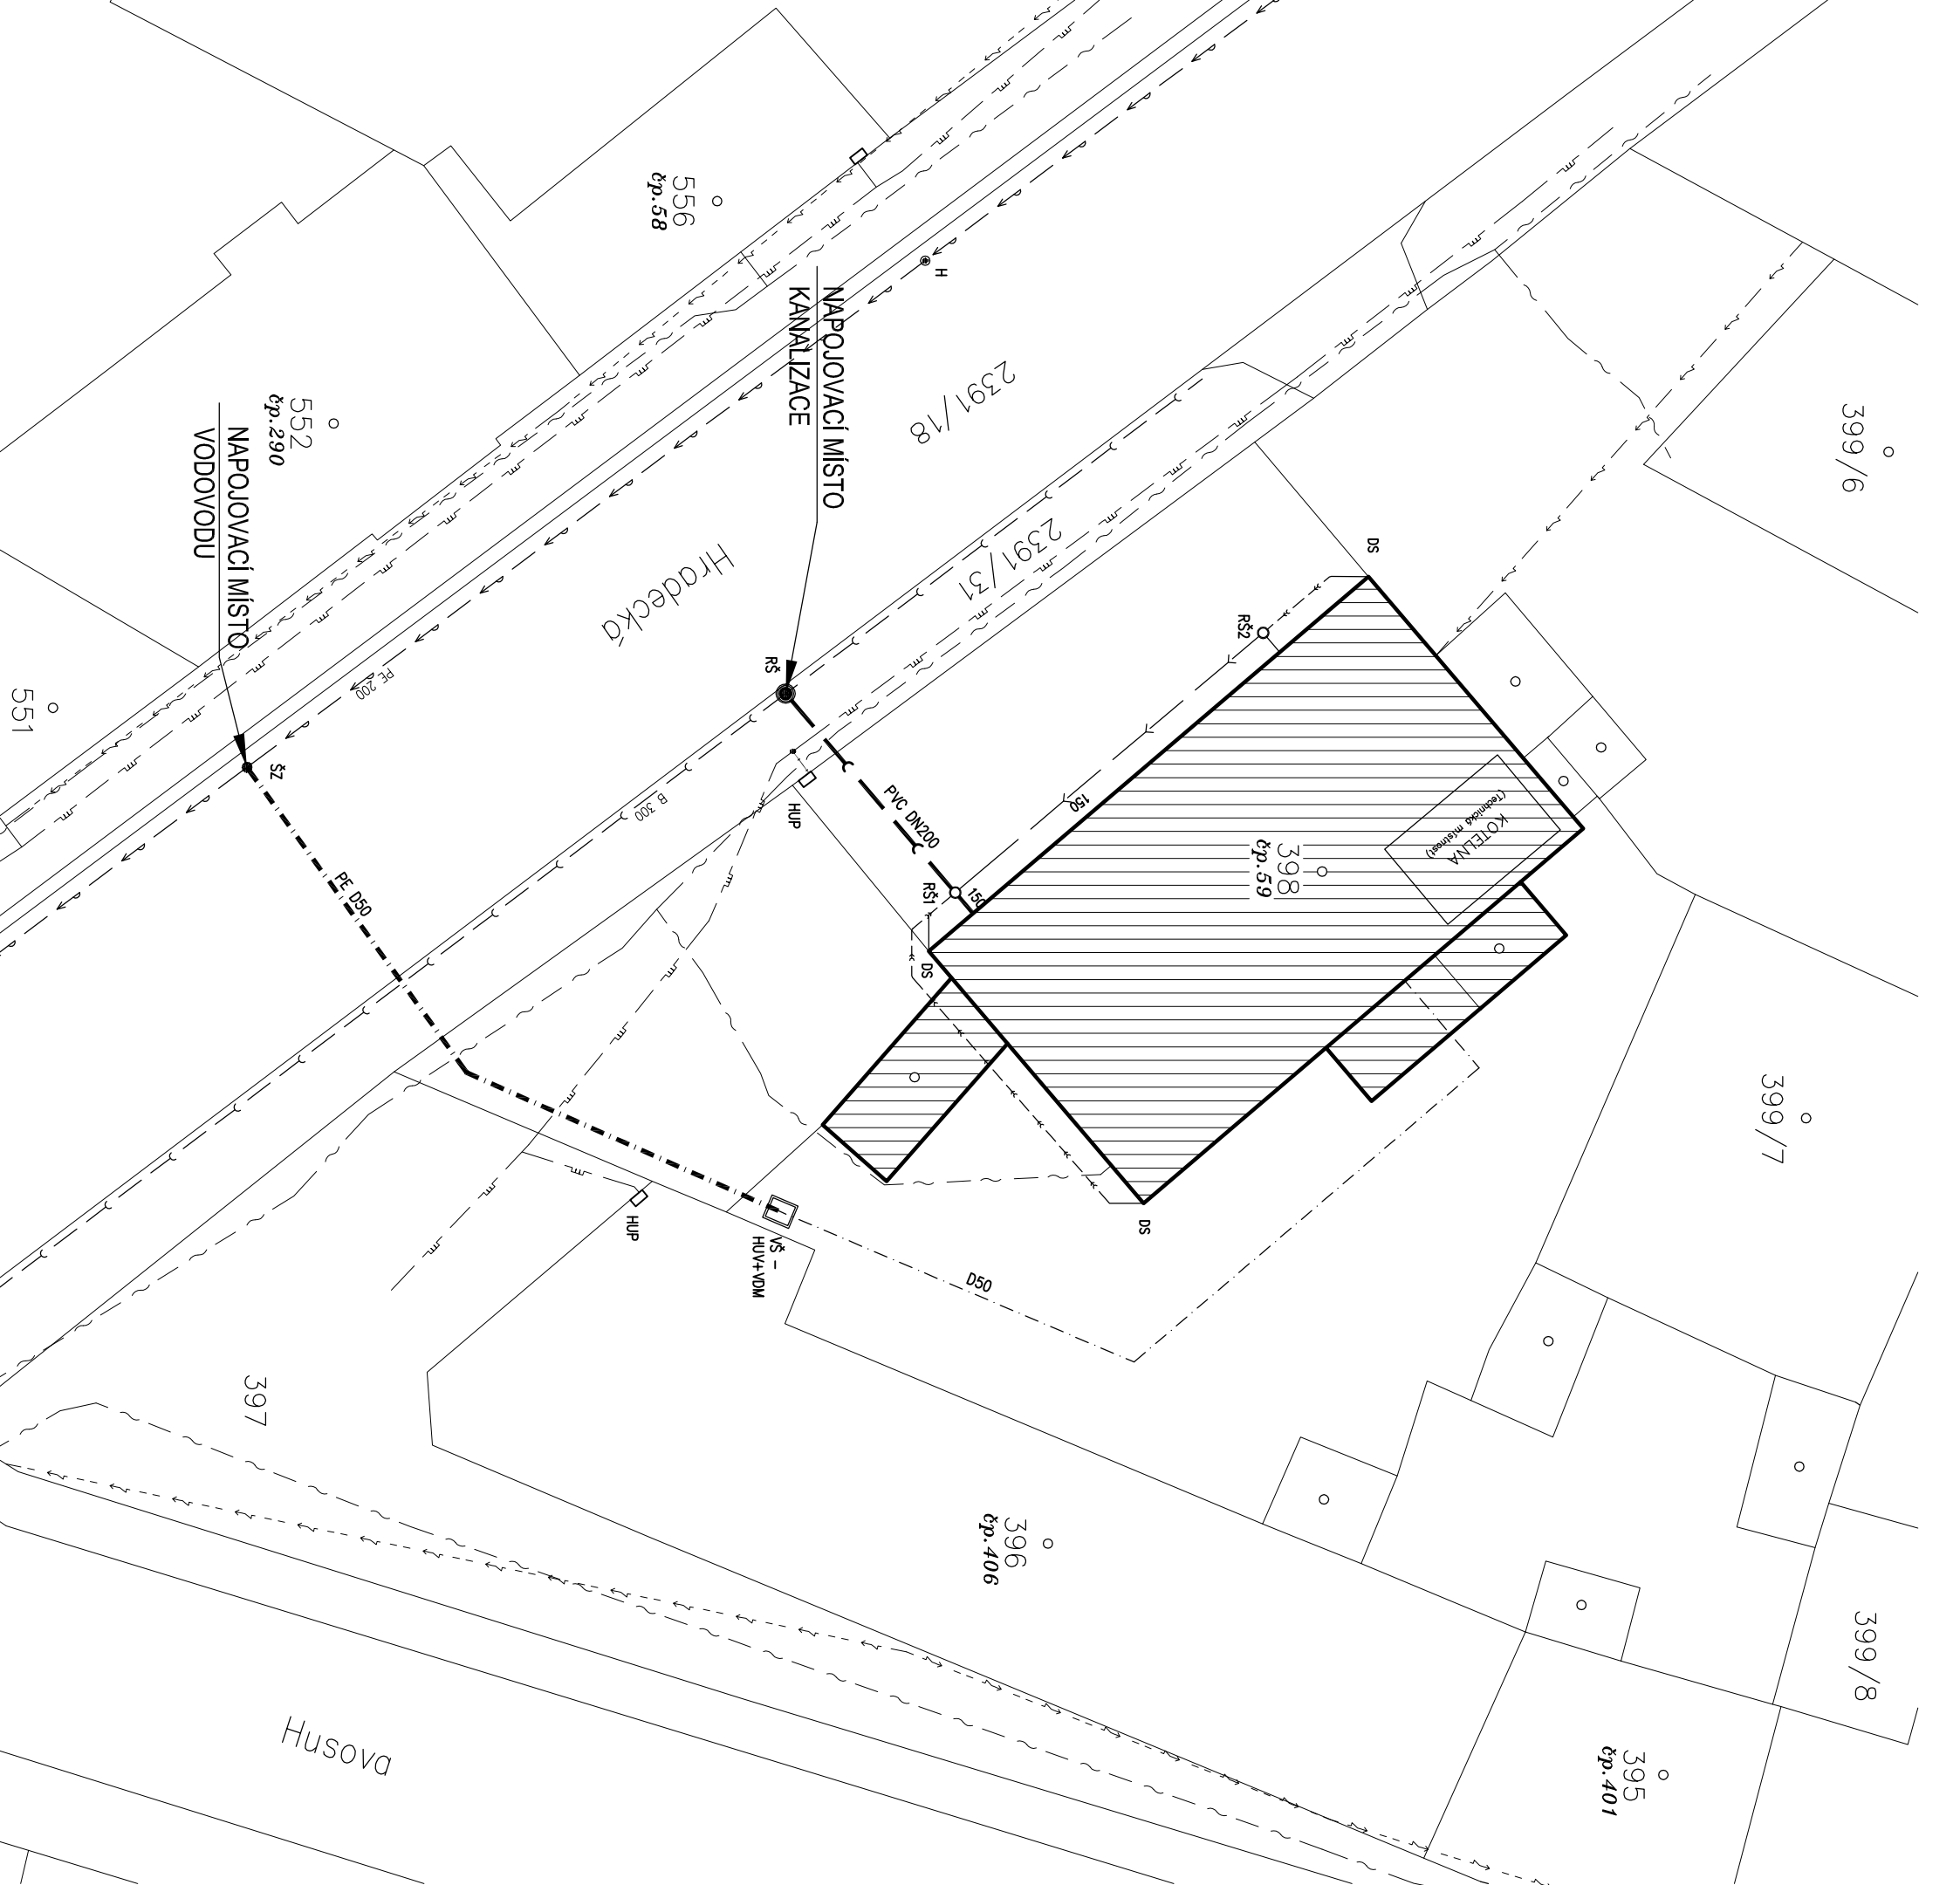 556
čp.58
H
NAPOJOVACÍ MÍSTO
KANALIZACE
2391/18
399/6
552
čp.290
NAPOJOVACÍ MÍSTO
VODOVODU
2391/31
Hradecká
DS
RŠ2
RŠ
PE 200
551
ŠZ
B 300
HUP
PVC DN200
150
KOTELNA
(Technická místnost)
398
čp.59
RŠ1
150
DS
PE D50
399/7
HUP
VŠ -
HUV+VDM
DS
D50
397
396
čp.406
399/8
395
čp.401
Husova